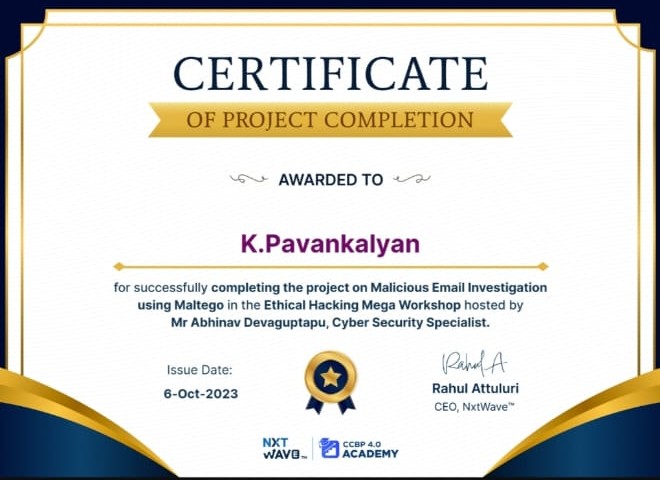 CERTIFICATE
OF PROJECT COMPLETION
AWARDED TO
K.Pavankalyan
for successfully completing the project on Malicious Email Investigation
using Maltego in the Ethical Hacking Mega Workshop hosted by
Mr Abhinav Devaguptapu, Cyber Security Specialist.
Issue Date:
6-Oct-2023
Rahul A
Rahul Attuluri
CEO, NxtWave™
NXT
WAVE™
CCBP 4.0
ACADEMY